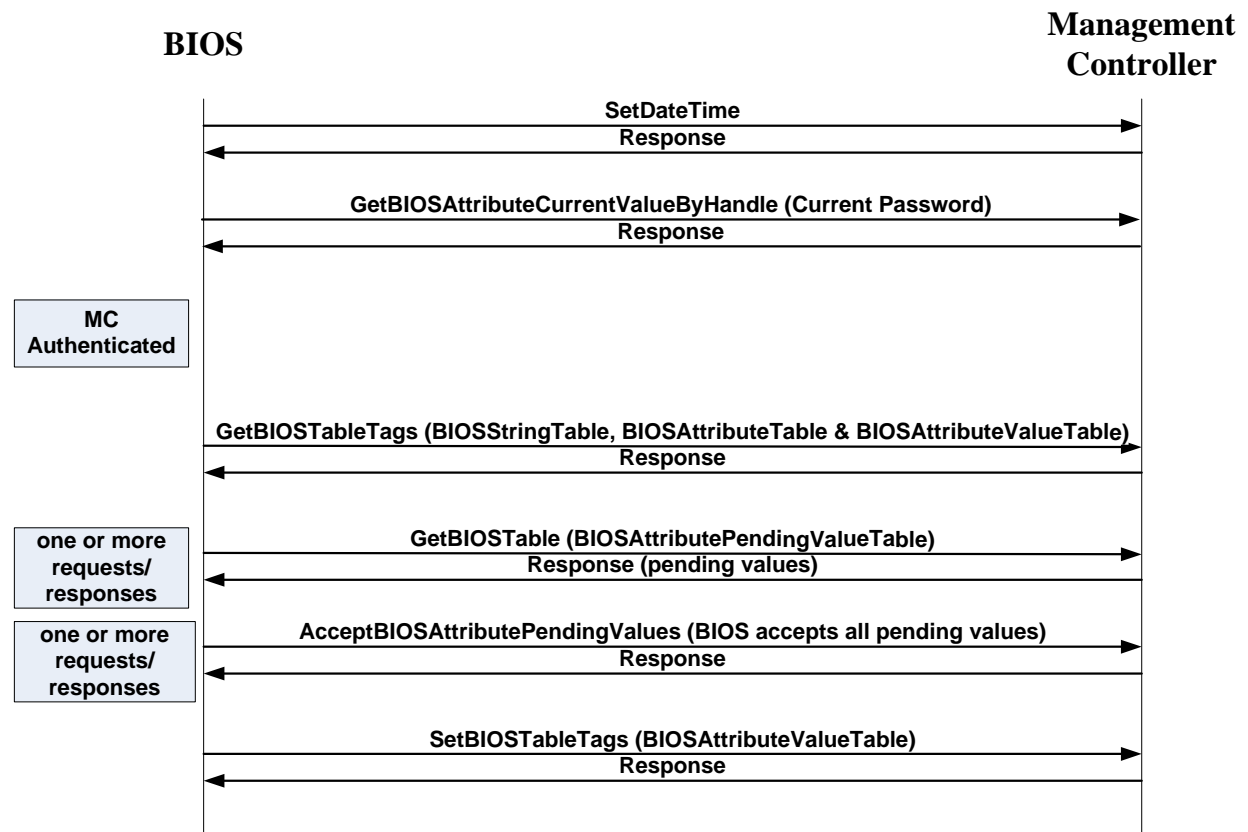 BIOS
Management
Controller
SetDateTime
Response
GetBIOSAttributeCurrentValueByHandle (Current Password)
Response
MC
Authenticated
GetBIOSTableTags (BIOSStringTable, BIOSAttributeTable & BIOSAttributeValueTable)
Response
one or more
requests/
responses
GetBIOSTable (BIOSAttributePendingValueTable)
Response (pending values)
one or more
requests/
responses
AcceptBIOSAttributePendingValues (BIOS accepts all pending values)
Response
SetBIOSTableTags (BIOSAttributeValueTable)
Response